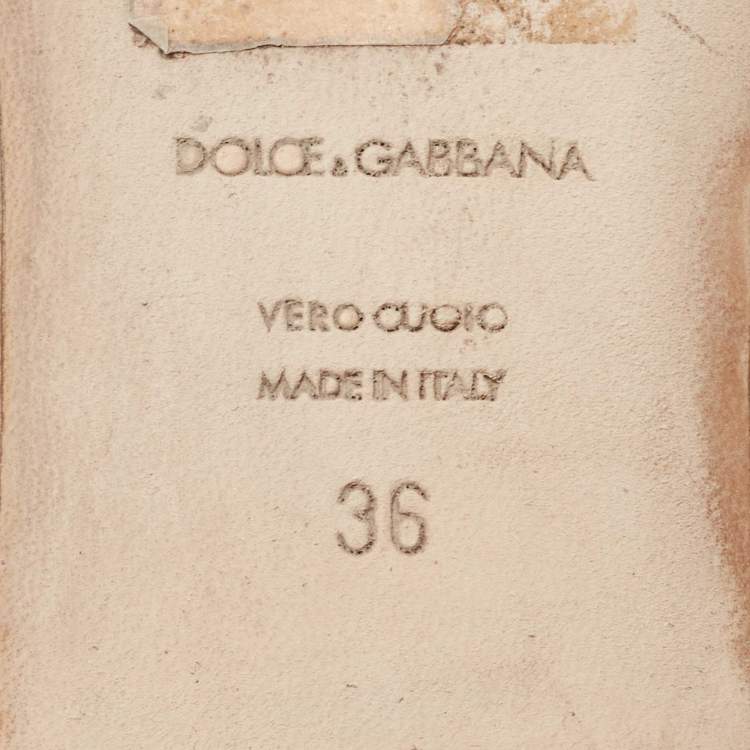 DOLCE & GABBANA
VERO CUOIO
MADE IN ITALY
36